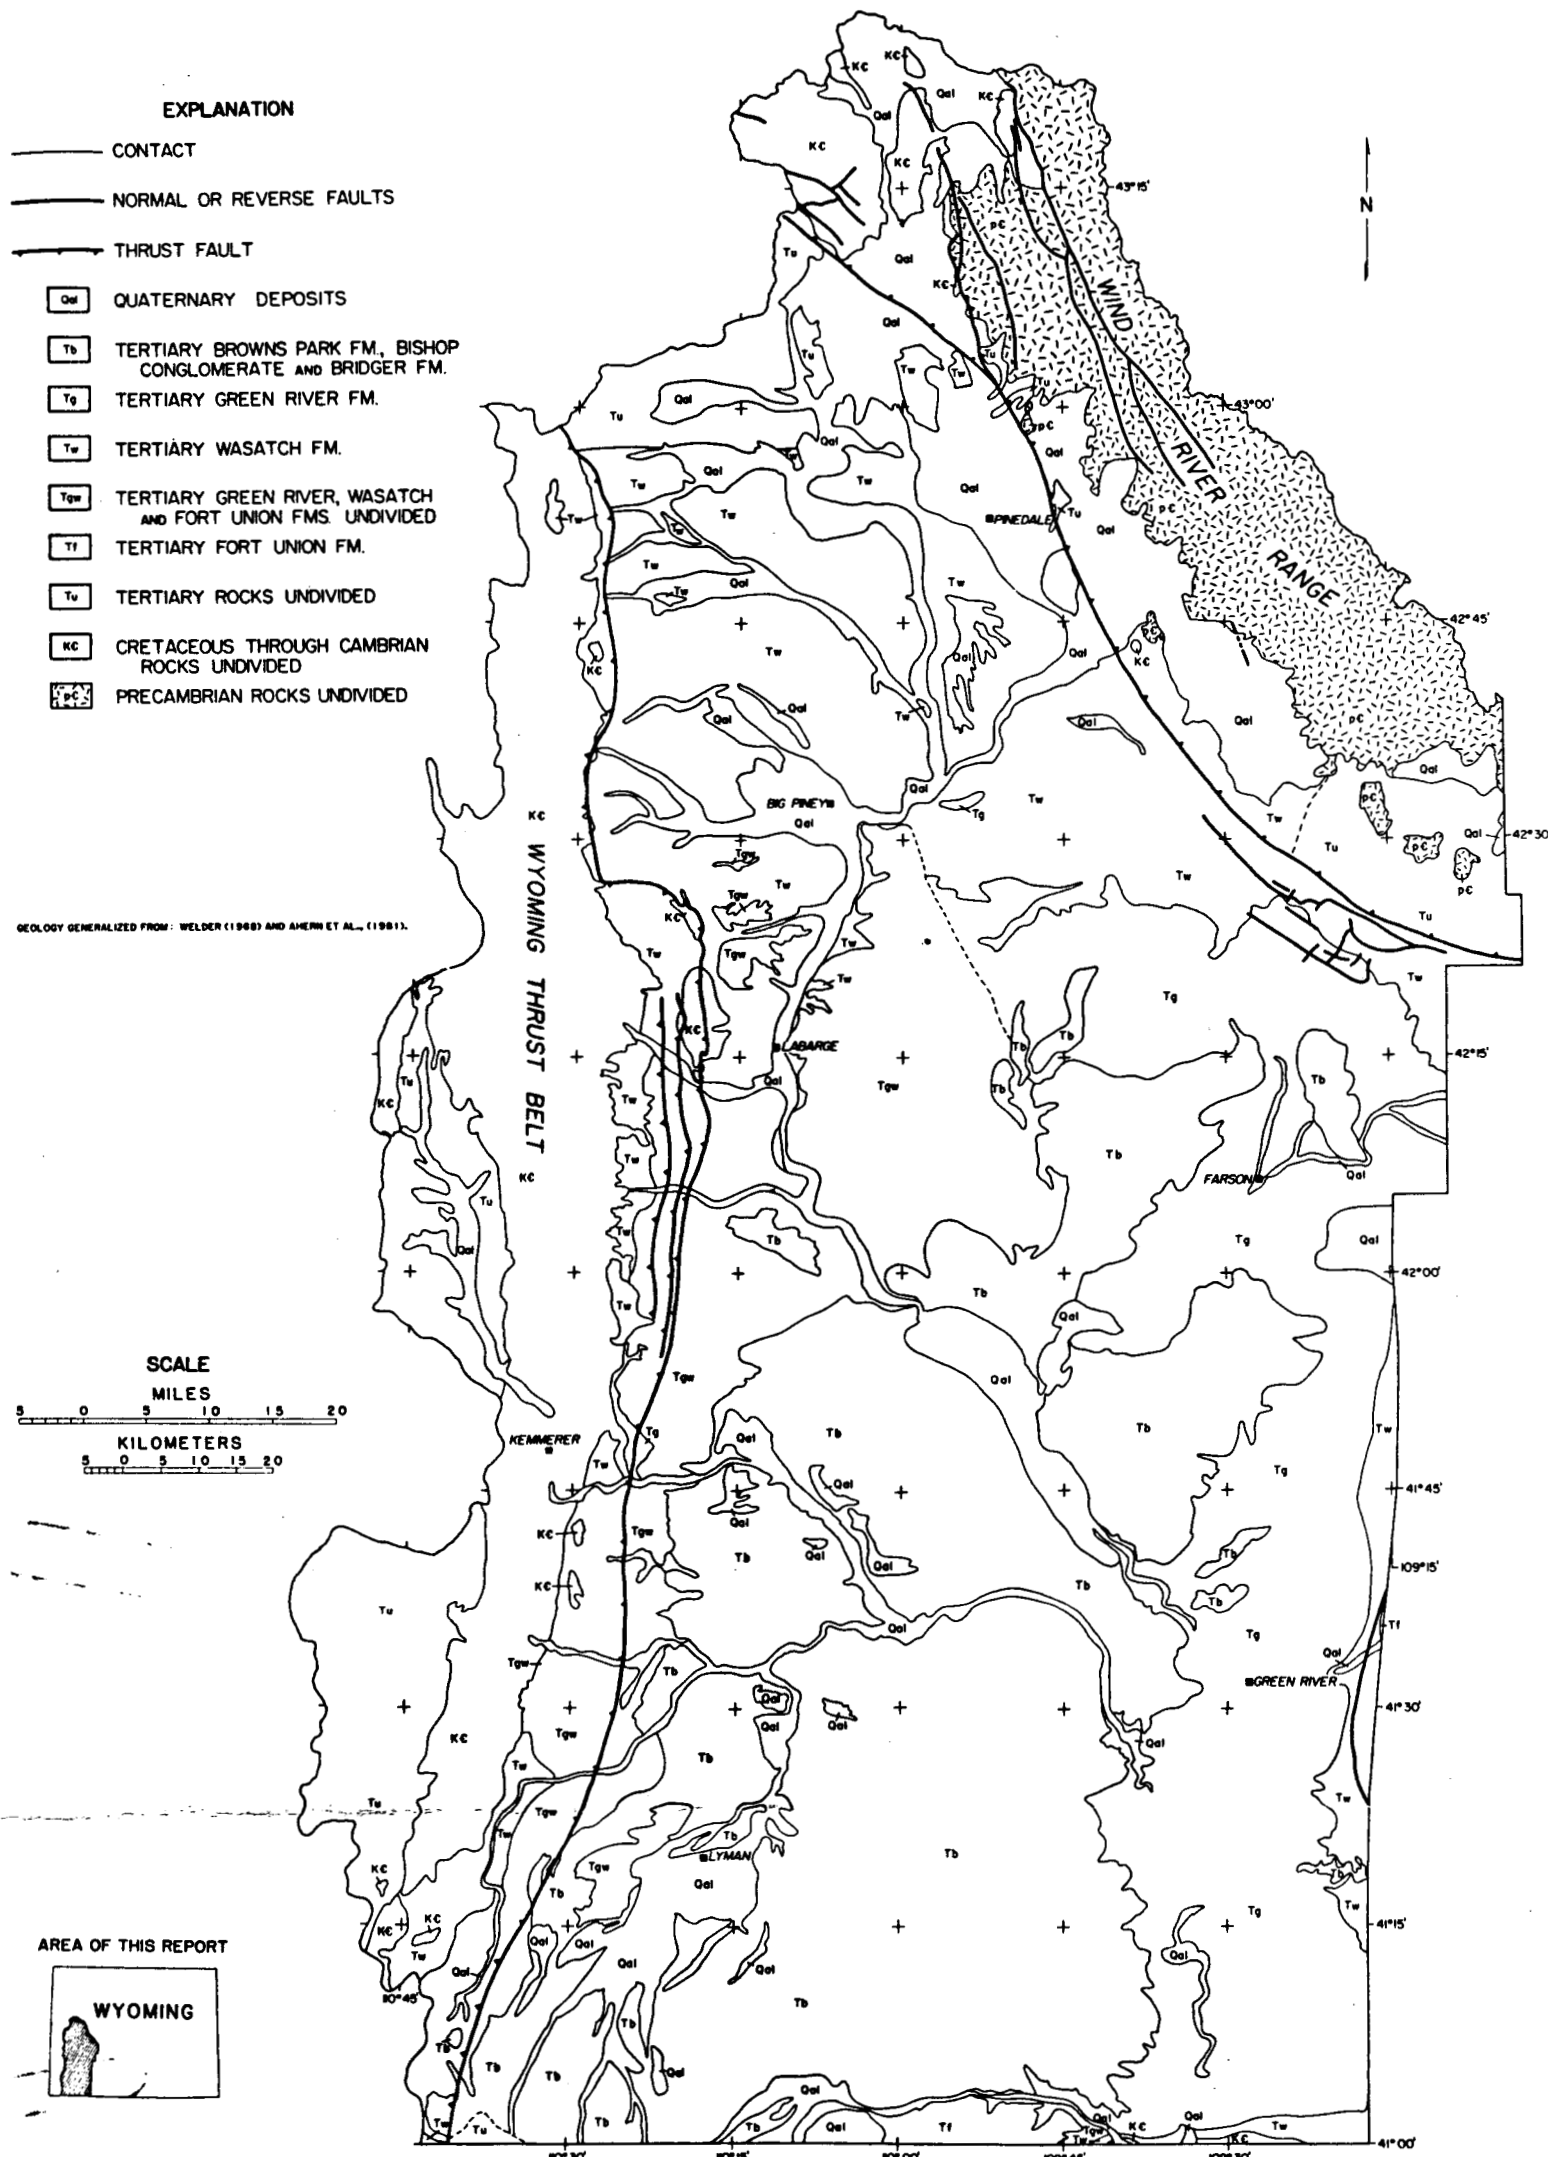 EXPLANATION
CONTACT
NORMAL OR REVERSE FAULTS
THRUST FAULT
Qal QUATERNARY DEPOSITS
Tb TERTIARY BROWNS PARK FM., BISHOP
CONGLOMERATE AND BRIDGER FM.
Tg TERTIARY GREEN RIVER FM.
Tw TERTIARY WASATCH FM.
Tgw TERTIARY GREEN RIVER, WASATCH
AND FORT UNION FMS. UNDIVIDED
Tf TERTIARY FORT UNION FM.
Tu TERTIARY ROCKS UNDIVIDED
KC CRETACEOUS THROUGH CAMBRIAN
ROCKS UNDIVIDED
pC PRECAMBRIAN ROCKS UNDIVIDED
GEOLOGY GENERALIZED FROM: WELDER (1968) AND AHERN ET AL., (1981).
SCALE
MILES
5 0 5 10 15 20
KILOMETERS
5 0 5 10 15 20
AREA OF THIS REPORT
WYOMING
N
WIND RIVER RANGE
WYOMING THRUST BELT
PINEDALE
BIG PINEY
LABARGE
FARSON
KEMMERER
GREEN RIVER
LYMAN
43°15'
43°00'
42°45'
42°30
42°15'
42°00'
41°45'
109°15'
41°30'
41°15'
110°45'
41°00'